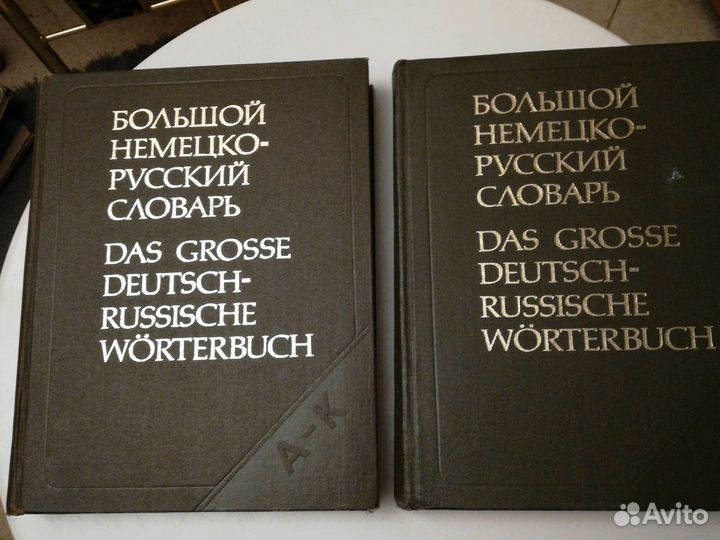 БОЛЬШОЙ
НЕМЕЦКО-
РУССКИЙ
СЛОВАРЬ
DAS GROSSE
DEUTSCH-
RUSSISCHE
WÖRTERBUCH
А-К
БОЛЬШОЙ
НЕМЕЦКО-
РУССКИЙ
СЛОВАРЬ
DAS GROSSE
DEUTSCH-
RUSSISCHE
WÖRTERBUCH
Avito